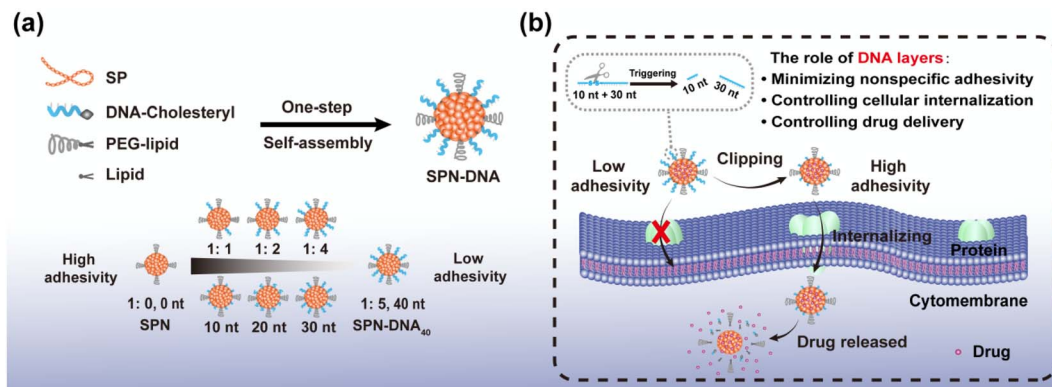 (a)
SP
DNA-Cholesteryl
PEG-lipid
Lipid
One-step
Self-assembly
SPN-DNA
1: 1
1: 2
1: 4
High
adhesivity
Low
adhesivity
1: 0, 0 nt
SPN
10 nt
20 nt
30 nt
1: 5, 40 nt
SPN-DNA₄₀
(b)
10 nt + 30 nt
Triggering
10 nt
30 nt
The role of DNA layers:
• Minimizing nonspecific adhesivity
• Controlling cellular internalization
• Controlling drug delivery
Low
adhesivity
Clipping
High
adhesivity
Internalizing
Protein
Cytomembrane
Drug released
Drug